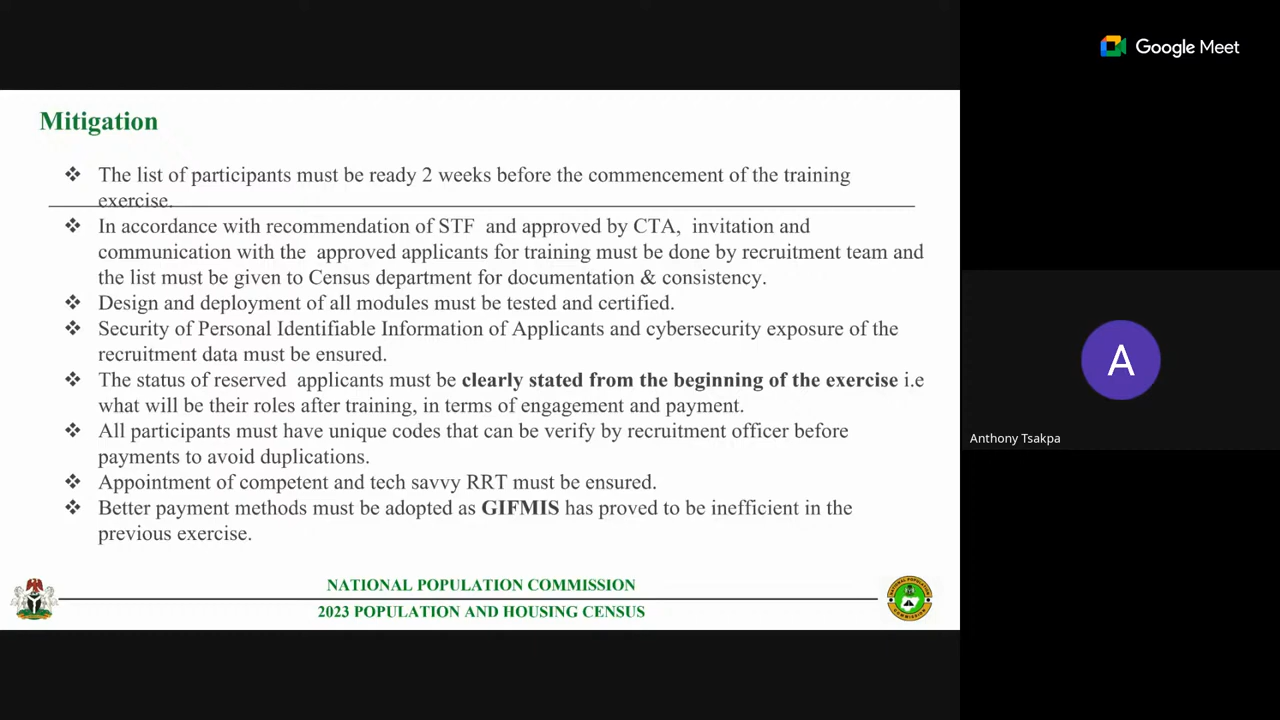 Google Meet
Mitigation
❖ The list of participants must be ready 2 weeks before the commencement of the training
exercise.
❖ In accordance with recommendation of STF and approved by CTA, invitation and
communication with the approved applicants for training must be done by recruitment team and
the list must be given to Census department for documentation & consistency.
❖ Design and deployment of all modules must be tested and certified.
❖ Security of Personal Identifiable Information of Applicants and cybersecurity exposure of the
recruitment data must be ensured.
❖ The status of reserved applicants must be clearly stated from the beginning of the exercise i.e
what will be their roles after training, in terms of engagement and payment.
❖ All participants must have unique codes that can be verify by recruitment officer before
payments to avoid duplications.
❖ Appointment of competent and tech savvy RRT must be ensured.
❖ Better payment methods must be adopted as GIFMIS has proved to be inefficient in the
previous exercise.
NATIONAL POPULATION COMMISSION
2023 POPULATION AND HOUSING CENSUS
A
Anthony Tsakpa